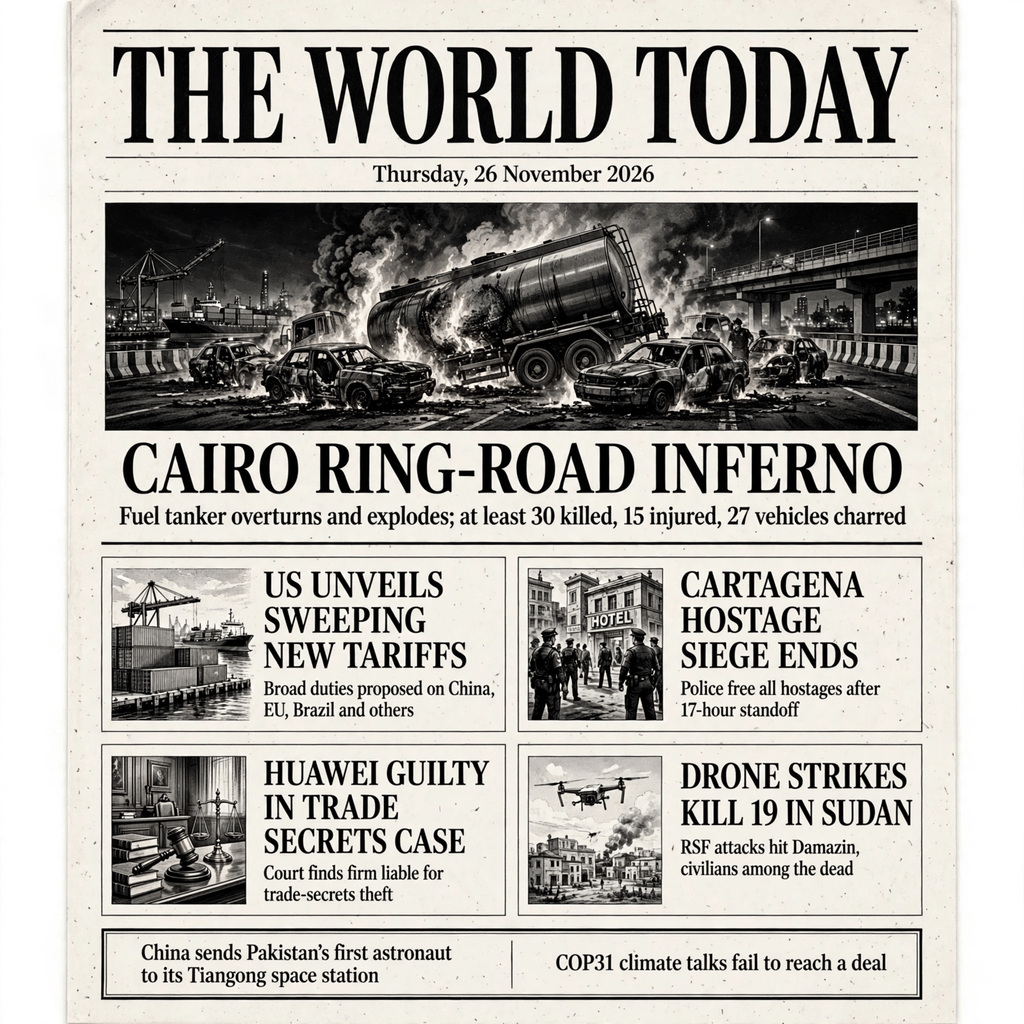 THE WORLD TODAY
Thursday, 26 November 2026
CAIRO RING-ROAD INFERNO
Fuel tanker overturns and explodes; at least 30 killed, 15 injured, 27 vehicles charred
US UNVEILS
SWEEPING
NEW TARIFFS
Broad duties proposed on China,
EU, Brazil and others
HOTEL
CARTAGENA
HOSTAGE
SIEGE ENDS
Police free all hostages after
17-hour standoff
HUAWEI GUILTY
IN TRADE
SECRETS CASE
Court finds firm liable for
trade-secrets theft
DRONE STRIKES
KILL 19 IN SUDAN
RSF attacks hit Damazin,
civilians among the dead
China sends Pakistan's first astronaut
to its Tiangong space station
COP31 climate talks fail to reach a deal